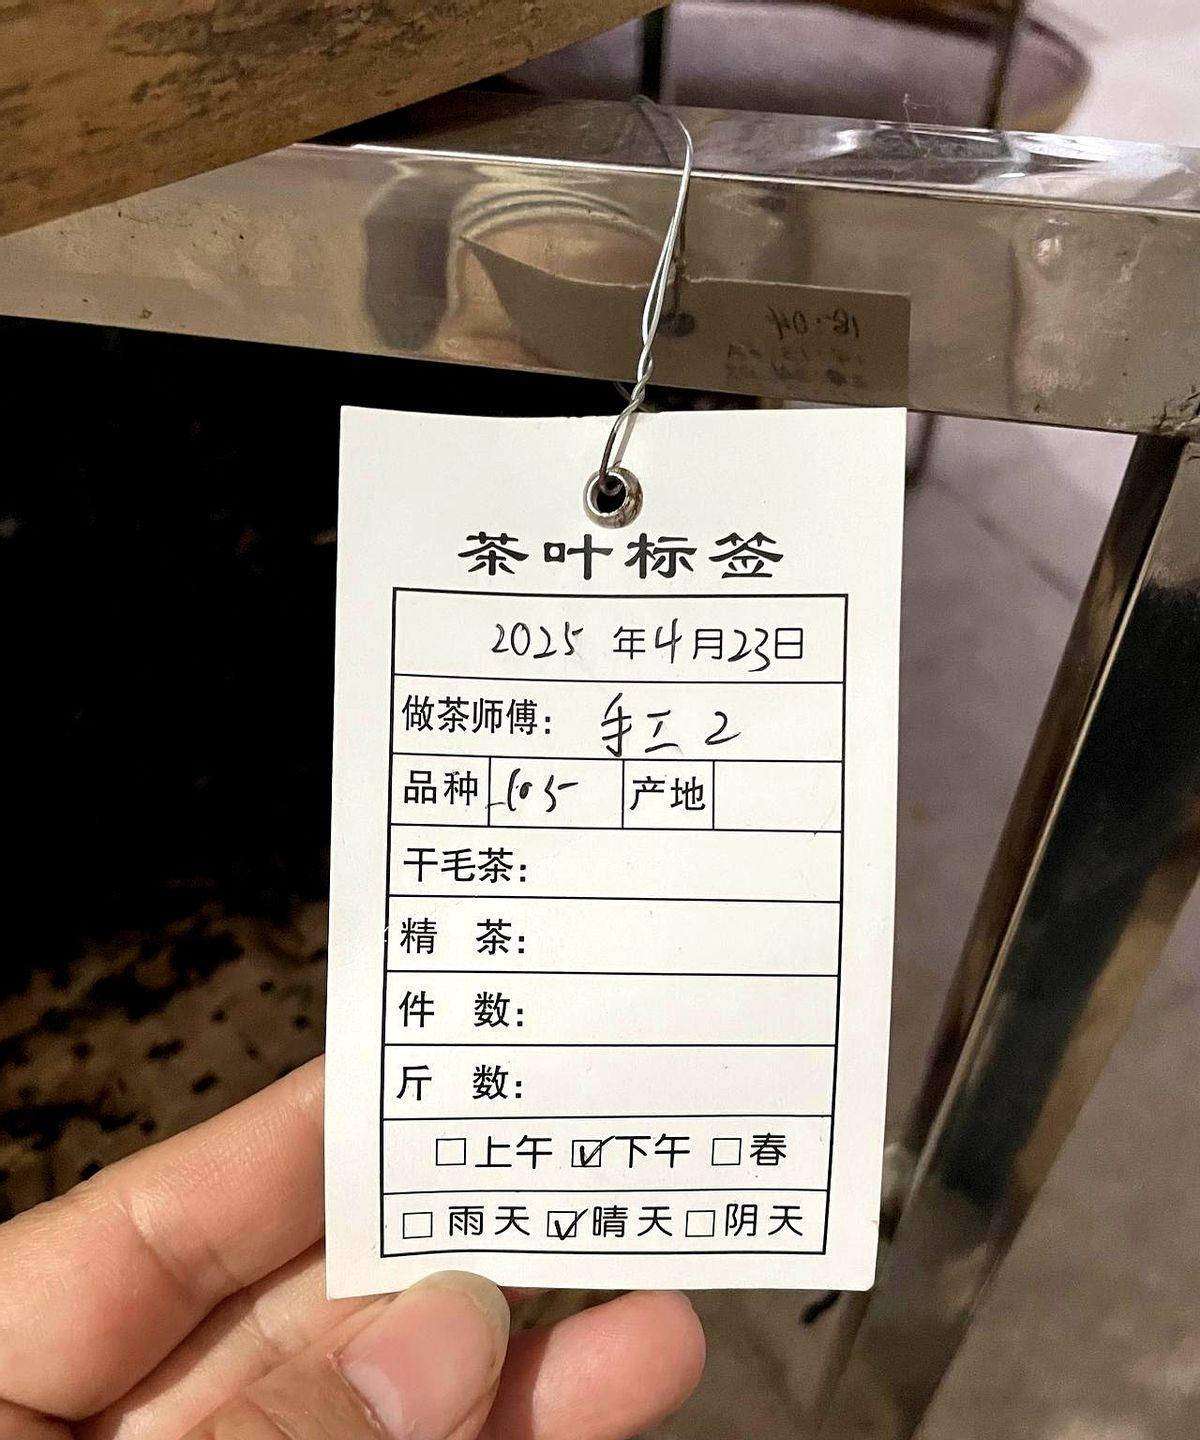 茶叶标签
2025 年4月23日
做茶师傅: 手工 2
品种 105 产地
干毛茶:
精 茶:
件 数:
斤 数:
□上午 ☑下午 □春
□ 雨天 ☑晴天 □阴天